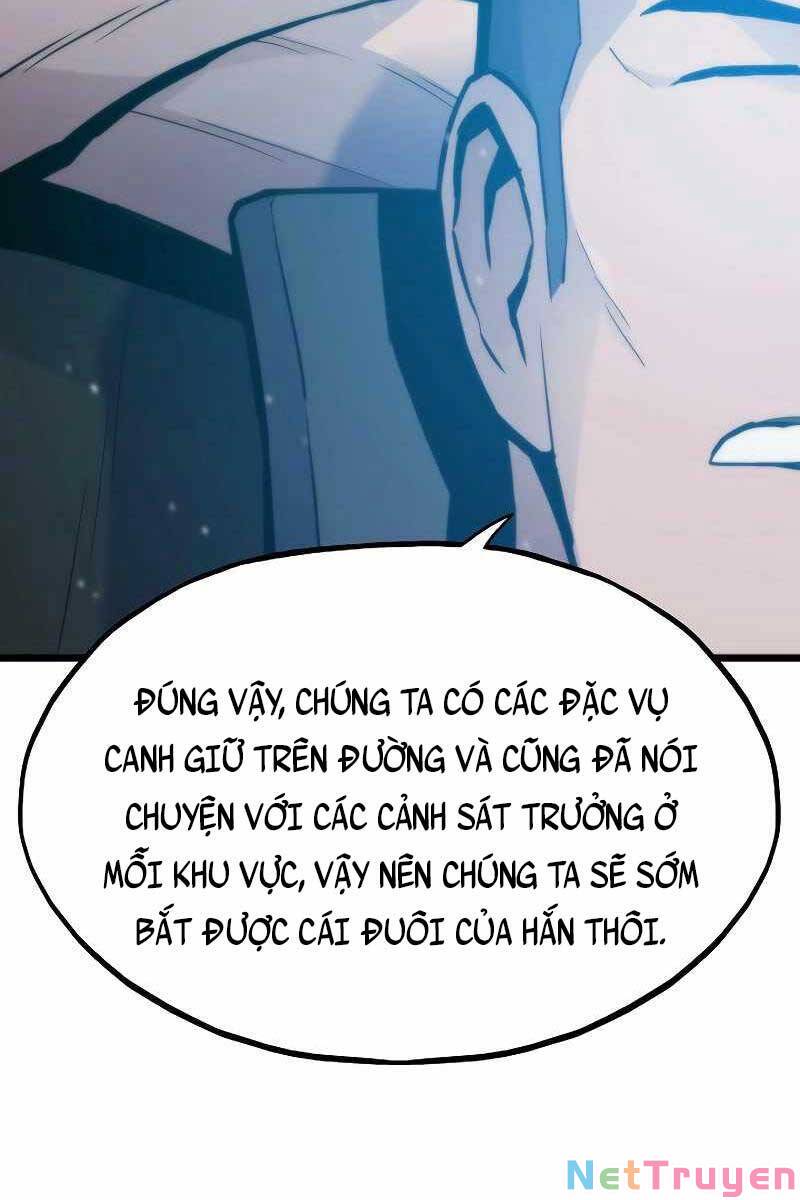 ĐÚNG VẬY, CHÚNG TA CÓ CÁC ĐẶC VỤ
CANH GIỮ TRÊN ĐƯỜNG VÀ CŨNG ĐÃ NÓI
CHUYỆN VỚI CÁC CẢNH SÁT TRƯỞNG Ở
MỖI KHU VỰC, VẬY NÊN CHÚNG TA SẼ SỚM
BẮT ĐƯỢC CÁI ĐUÔI CỦA HẮN THÔI.
NetTruyen